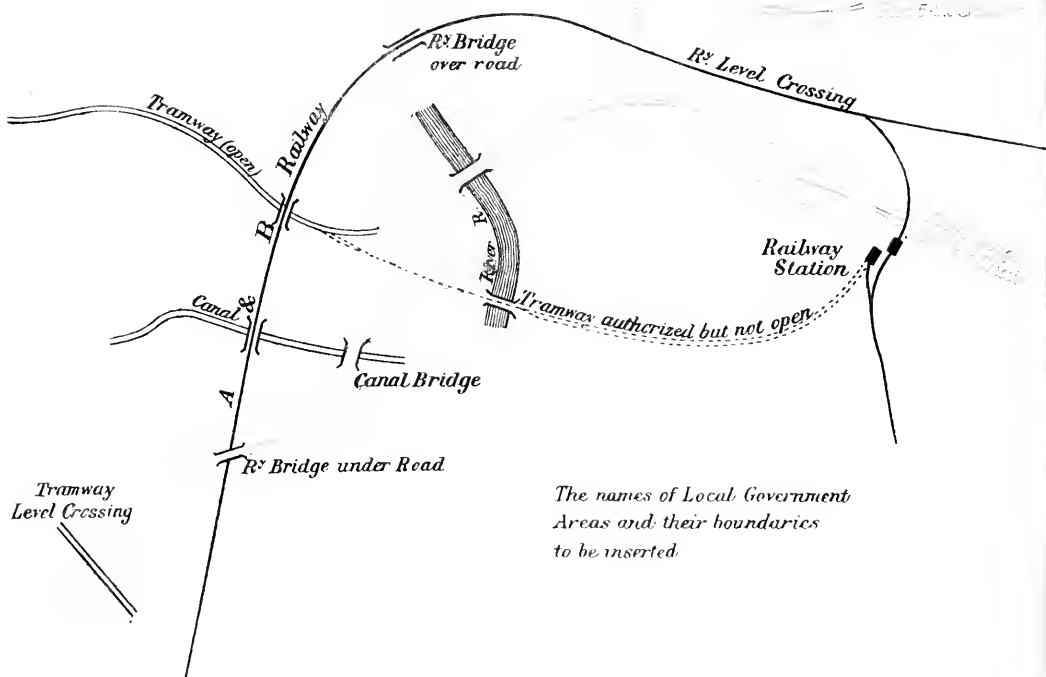 Ry. Bridge
over road
Ry. Level Crossing
Tramway (open)
A & B Railway
River R.
Railway
Station
Canal
Tramway authorized but not open
Canal Bridge
Ry. Bridge under Road
Tramway
Level Crossing
The names of Local Government
Areas and their boundaries
to be inserted